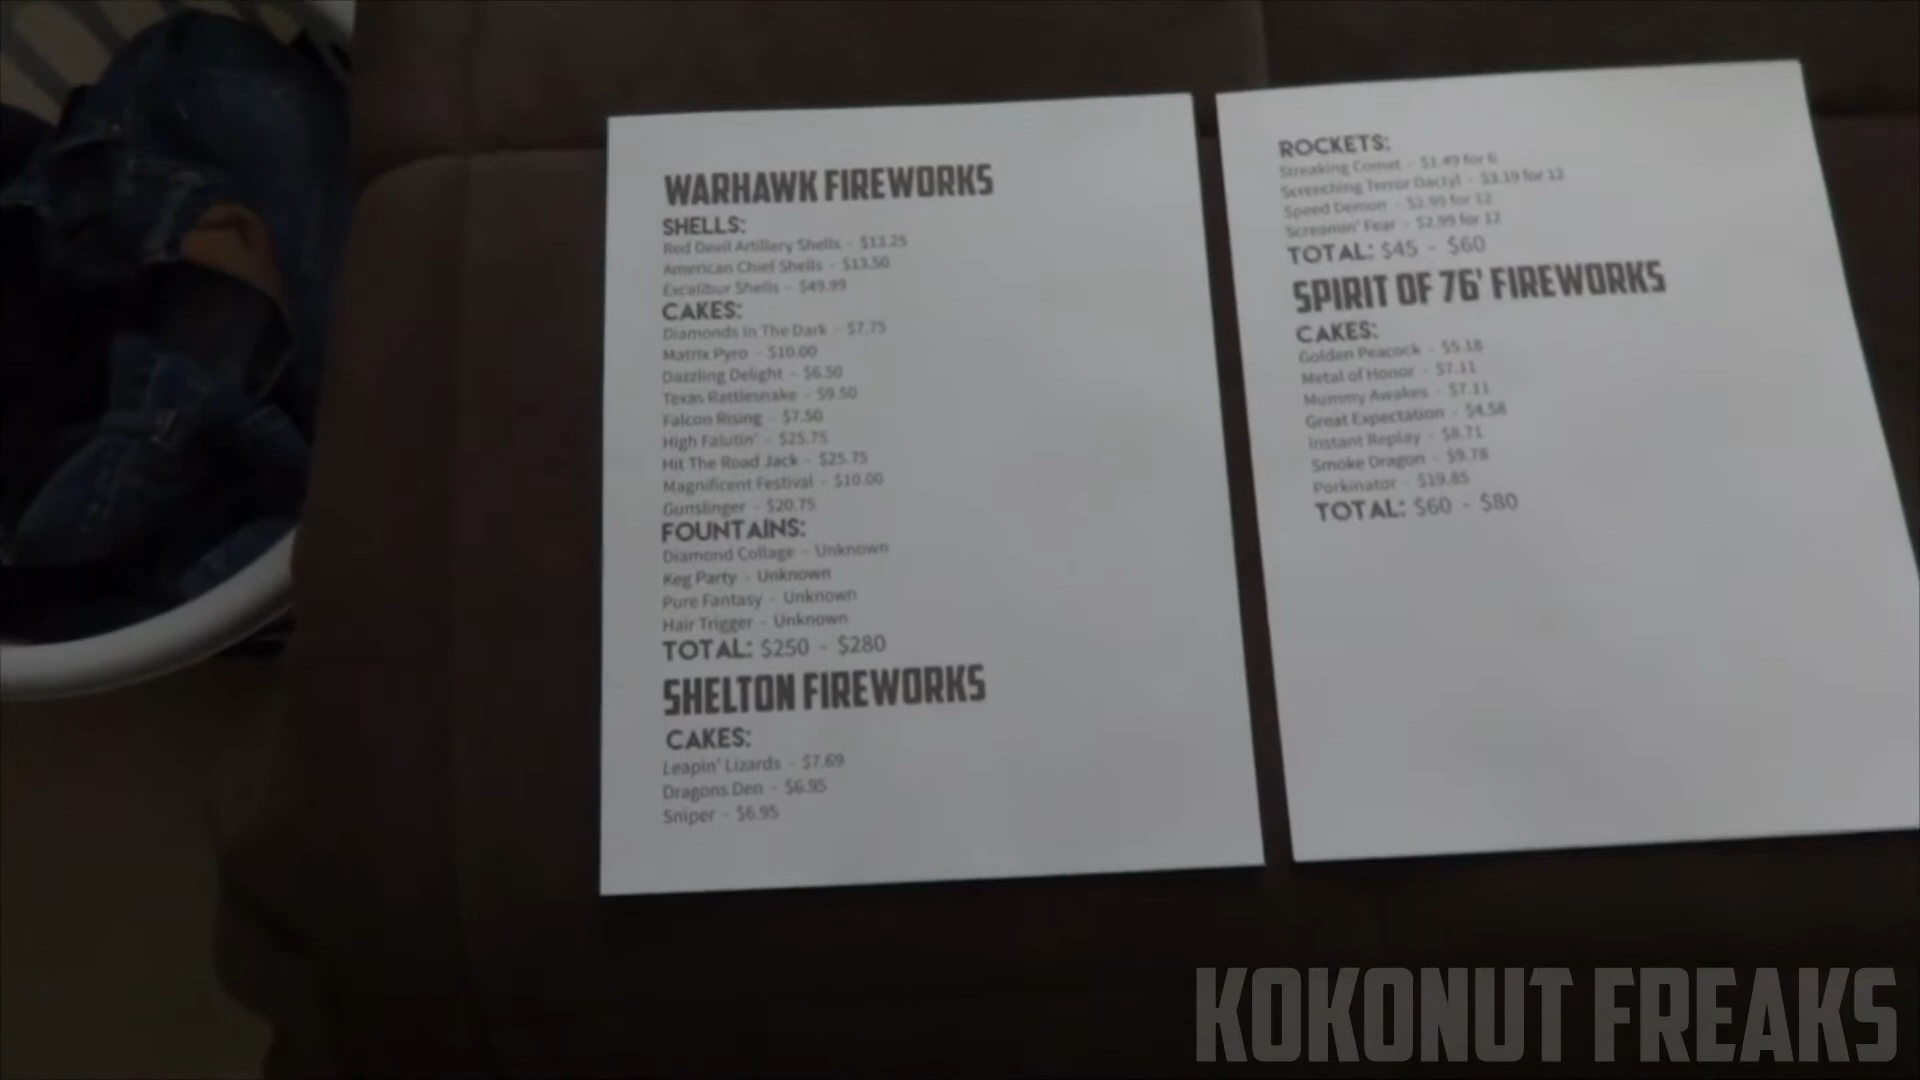 WARHAWK FIREWORKS
SHELLS:
Red Devil Artillery Shells - $13.25
American Chief Shells - $13.50
Excalibur Shells - $49.99
CAKES:
Diamonds In The Dark - $7.75
Matrix Pyro - $10.00
Dazzling Delight - $6.50
Texas Rattlesnake - $9.50
Falcon Rising - $7.50
High Falutin' - $25.75
Hit The Road Jack - $25.75
Magnificent Festival - $10.00
Gunslinger - $20.75
FOUNTAINS:
Diamond Collage - Unknown
Keg Party - Unknown
Pure Fantasy - Unknown
Hair Trigger - Unknown
TOTAL: $250 - $280
SHELTON FIREWORKS
CAKES:
Leapin' Lizards - $7.69
Dragons Den - $6.95
Sniper - $6.95
ROCKETS:
Streaking Comet - $1.49 for 6
Screeching Terror Dactyl - $3.19 for 12
Speed Demon - $2.99 for 12
Screamin' Fear - $2.99 for 12
TOTAL: $45 - $60
SPIRIT OF 76' FIREWORKS
CAKES:
Golden Peacock - $5.18
Metal of Honor - $7.11
Mummy Awakes - $7.11
Great Expectation - $4.58
Instant Replay - $8.71
Smoke Dragon - $9.78
Porkinator - $19.85
TOTAL: $60 - $80
KOKONUT FREAKS